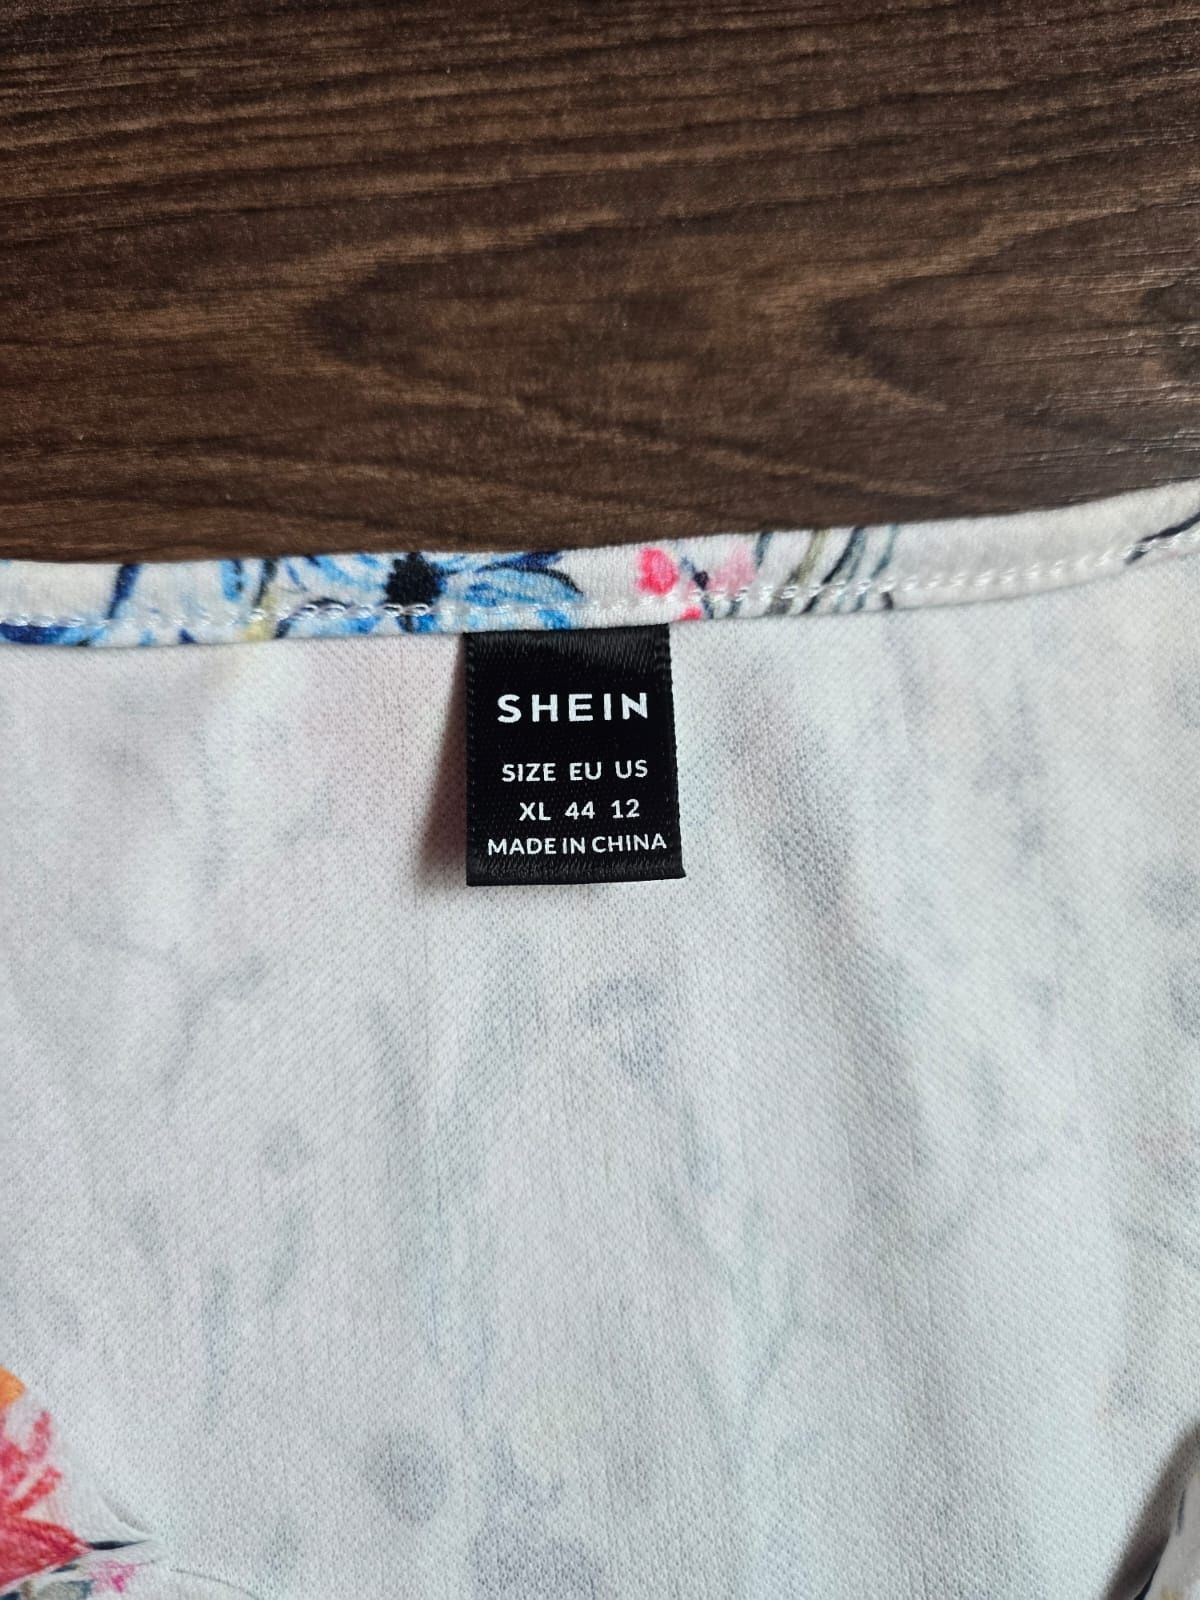 SHEIN
SIZE EU US
XL 44 12
MADE IN CHINA